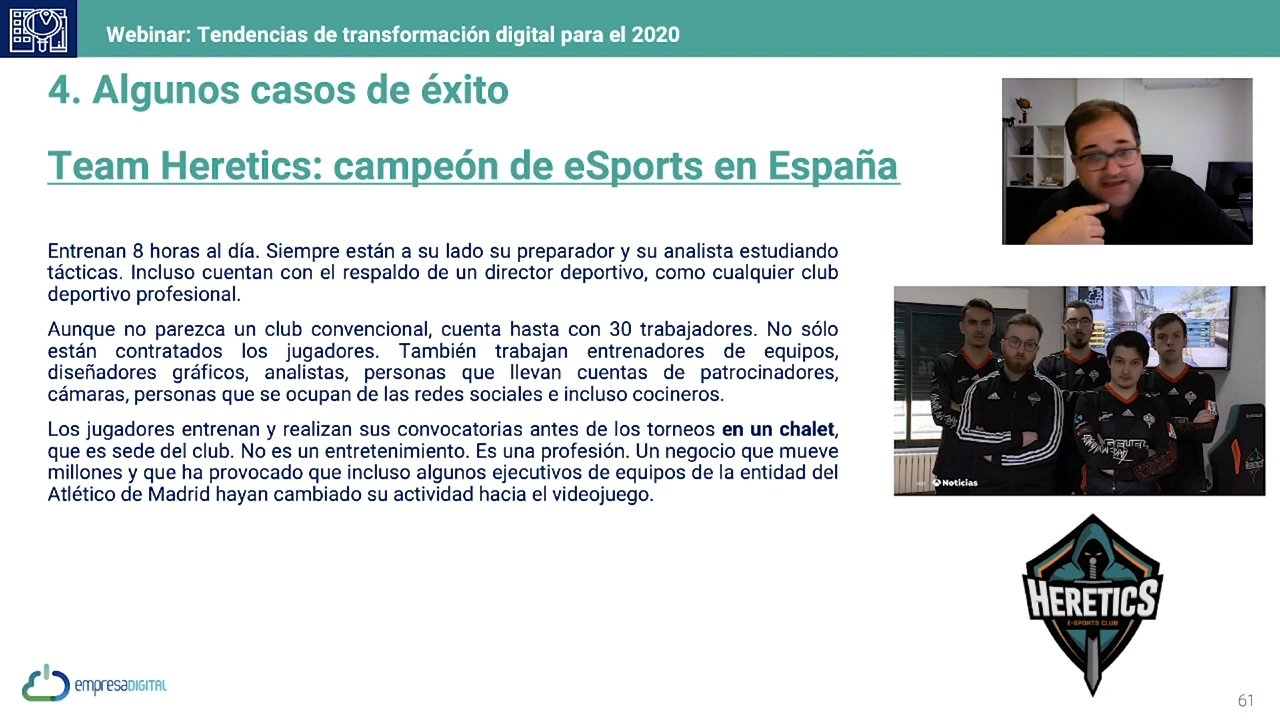 Webinar: Tendencias de transformación digital para el 2020
4. Algunos casos de éxito
Team Heretics: campeón de eSports en España
Entrenan 8 horas al día. Siempre están a su lado su preparador y su analista estudiando
tácticas. Incluso cuentan con el respaldo de un director deportivo, como cualquier club
deportivo profesional.
Aunque no parezca un club convencional, cuenta hasta con 30 trabajadores. No sólo
están contratados los jugadores. También trabajan entrenadores de equipos,
diseñadores gráficos, analistas, personas que llevan cuentas de patrocinadores,
cámaras, personas que se ocupan de las redes sociales e incluso cocineros.
Los jugadores entrenan y realizan sus convocatorias antes de los torneos en un chalet,
que es sede del club. No es un entretenimiento. Es una profesión. Un negocio que mueve
millones y que ha provocado que incluso algunos ejecutivos de equipos de la entidad del
Atlético de Madrid hayan cambiado su actividad hacia el videojuego.
Noticias
HERETICS
E-SPORTS CLUB
empresaDIGITAL
61